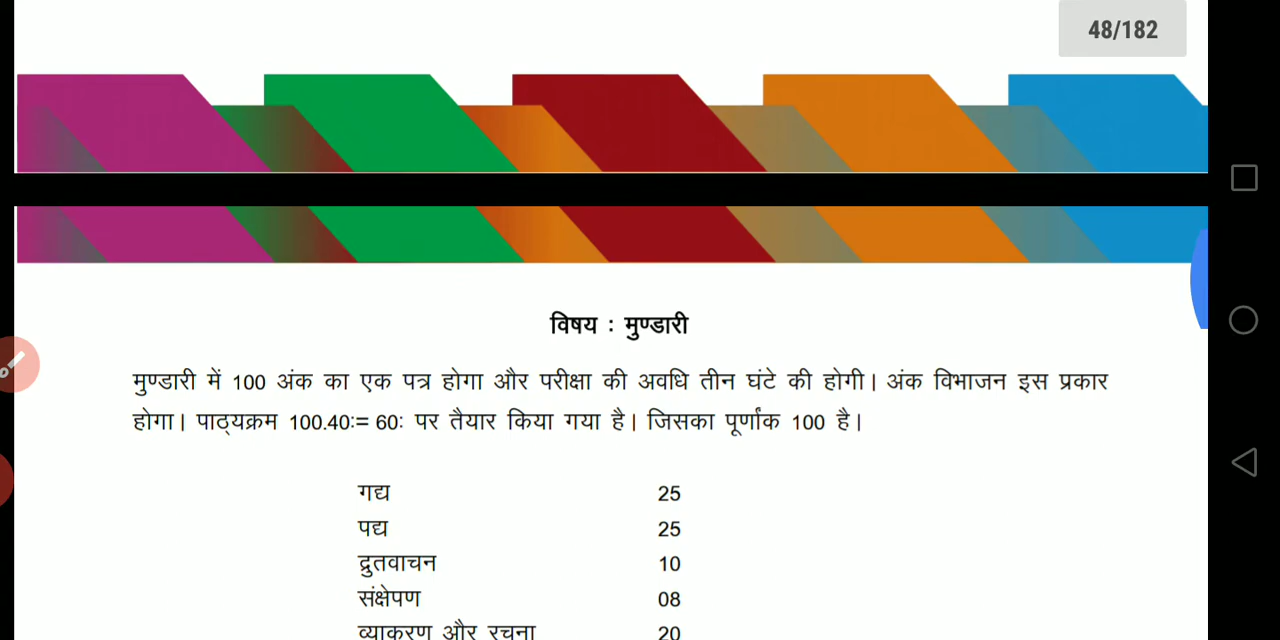 48/182
विषय : मुण्डारी
मुण्डारी में 100 अंक का एक पत्र होगा और परीक्षा की अवधि तीन घंटे की होगी। अंक विभाजन इस प्रकार
होगा। पाठ्यक्रम 100.40:= 60: पर तैयार किया गया है। जिसका पूर्णांक 100 है।
गद्य 25
पद्य 25
द्रुतवाचन 10
संक्षेपण 08
व्याकरण और रचना 20